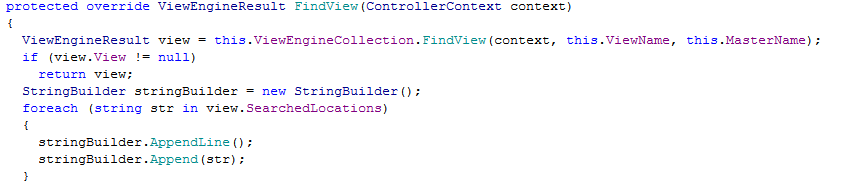 protected override ViewEngineResult FindView(ControllerContext context)
{
  ViewEngineResult view = this.ViewEngineCollection.FindView(context, this.ViewName, this.MasterName);
  if (view.View != null)
    return view;
  StringBuilder stringBuilder = new StringBuilder();
  foreach (string str in view.SearchedLocations)
  {
    stringBuilder.AppendLine();
    stringBuilder.Append(str);
  }